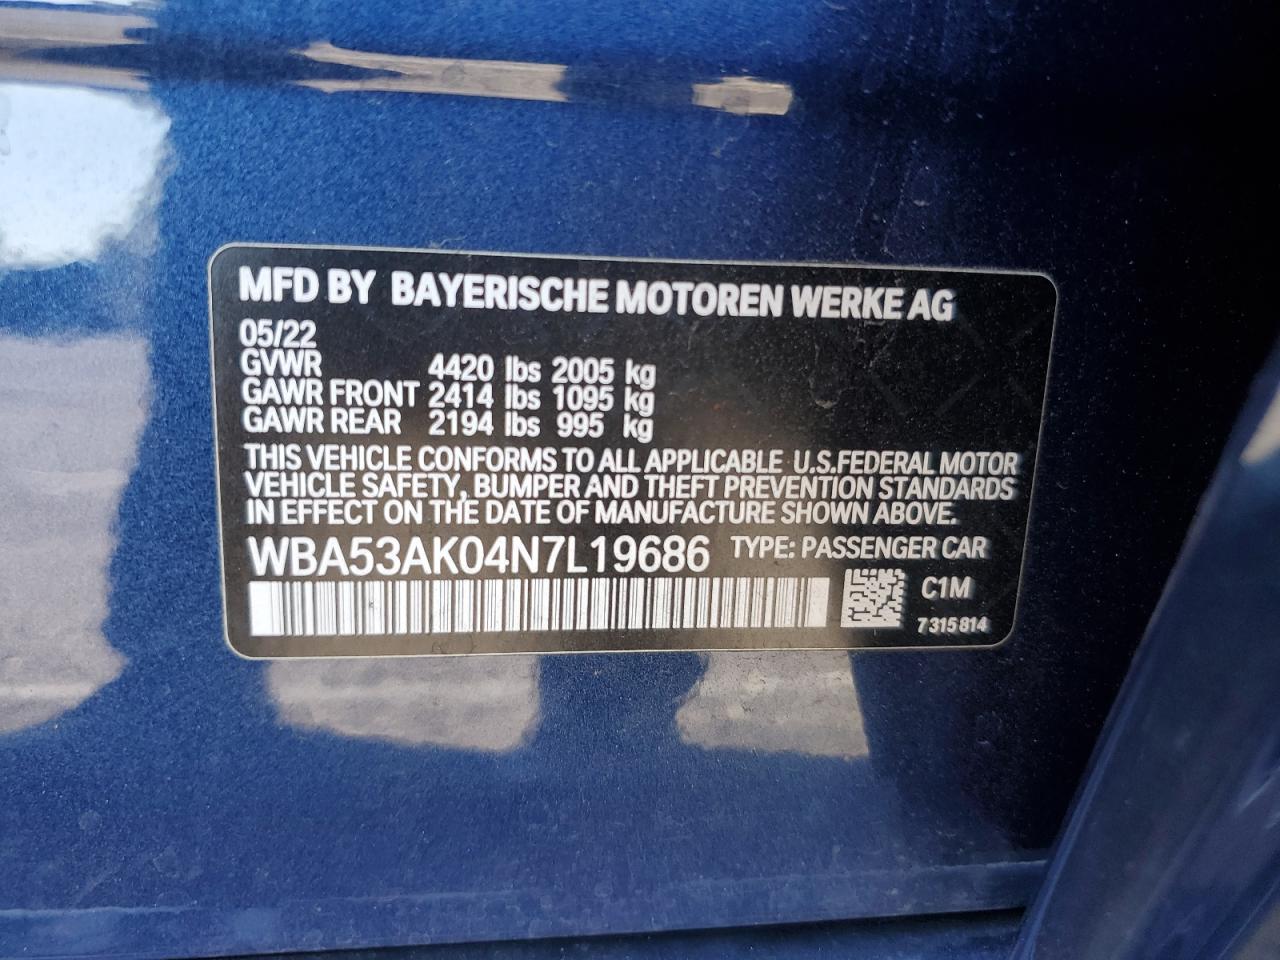 MFD BY BAYERISCHE MOTOREN WERKE AG
05/22
GVWR 4420 lbs 2005 kg
GAWR FRONT 2414 lbs 1095 kg
GAWR REAR 2194 lbs 995 kg
THIS VEHICLE CONFORMS TO ALL APPLICABLE U.S.FEDERAL MOTOR
VEHICLE SAFETY, BUMPER AND THEFT PREVENTION STANDARDS
IN EFFECT ON THE DATE OF MANUFACTURE SHOWN ABOVE.
WBA53AK04N7L19686 TYPE: PASSENGER CAR
C1M
7 315 814